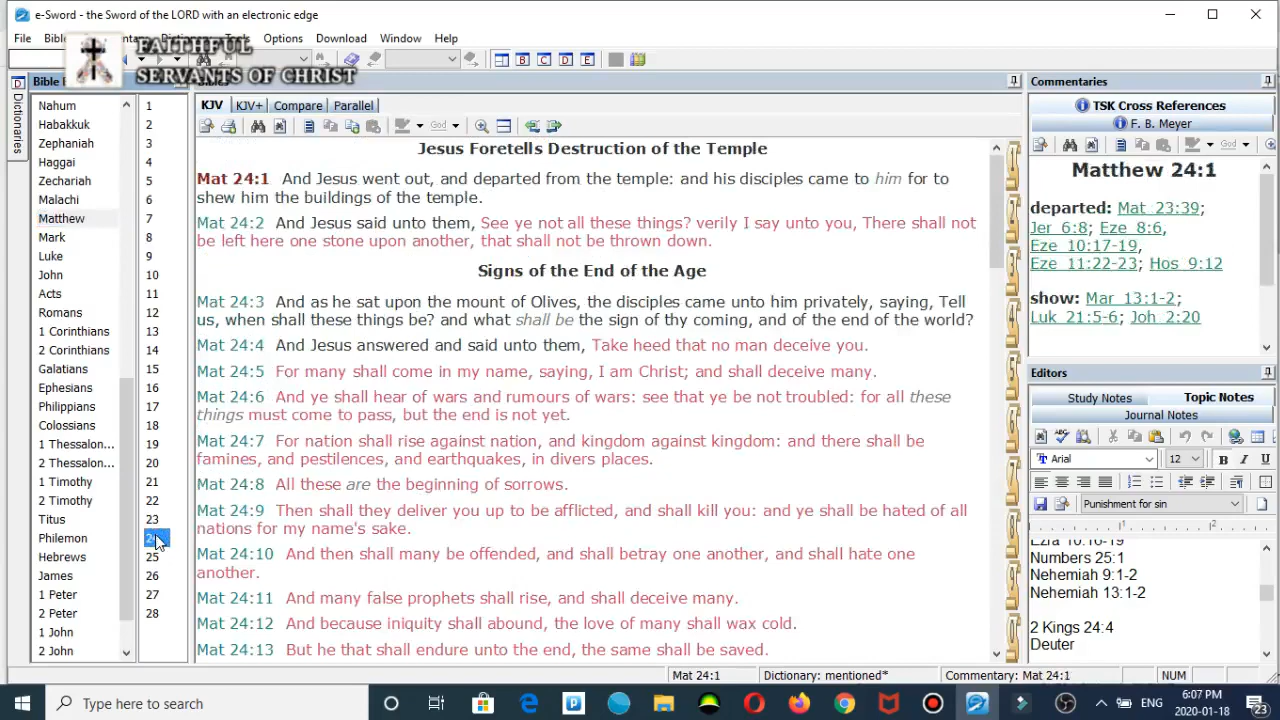 e-Sword - the Sword of the LORD with an electronic edge
File Bib Options Download Window Help
FAITHFUL
SERVANTS OF CHRIST
Dictionaries
Nahum
Habakkuk
Zephaniah
Haggai
Zechariah
Malachi
Matthew
Mark
Luke
John
Acts
Romans
1 Corinthians
2 Corinthians
Galatians
Ephesians
Philippians
Colossians
1 Thessalon...
2 Thessalon...
1 Timothy
2 Timothy
Titus
Philemon
Hebrews
James
1 Peter
2 Peter
1 John
2 John
1
2
3
4
5
6
7
8
9
10
11
12
13
14
15
16
17
18
19
20
21
22
23
25
26
27
28
KJV KJV+ Compare Parallel
God
Jesus Foretells Destruction of the Temple
Mat 24:1 And Jesus went out, and departed from the temple: and his disciples came to him for to
shew him the buildings of the temple.
Mat 24:2 And Jesus said unto them, See ye not all these things? verily I say unto you, There shall not
be left here one stone upon another, that shall not be thrown down.
Signs of the End of the Age
Mat 24:3 And as he sat upon the mount of Olives, the disciples came unto him privately, saying, Tell
us, when shall these things be? and what shall be the sign of thy coming, and of the end of the world?
Mat 24:4 And Jesus answered and said unto them, Take heed that no man deceive you.
Mat 24:5 For many shall come in my name, saying, I am Christ; and shall deceive many.
Mat 24:6 And ye shall hear of wars and rumours of wars: see that ye be not troubled: for all these
things must come to pass, but the end is not yet.
Mat 24:7 For nation shall rise against nation, and kingdom against kingdom: and there shall be
famines, and pestilences, and earthquakes, in divers places.
Mat 24:8 All these are the beginning of sorrows.
Mat 24:9 Then shall they deliver you up to be afflicted, and shall kill you: and ye shall be hated of all
nations for my name's sake.
Mat 24:10 And then shall many be offended, and shall betray one another, and shall hate one
another.
Mat 24:11 And many false prophets shall rise, and shall deceive many.
Mat 24:12 And because iniquity shall abound, the love of many shall wax cold.
Mat 24:13 But he that shall endure unto the end, the same shall be saved.
1
2
3
4
5
6
7
8
9
Commentaries
TSK Cross References
F. B. Meyer
God
Matthew 24:1
departed: Mat 23:39;
Jer 6:8; Eze 8:6,
Eze 10:17-19,
Eze 11:22-23; Hos 9:12
show: Mar 13:1-2;
Luk 21:5-6; Joh 2:20
Editors
Study Notes Topic Notes
Journal Notes
Arial 12 B I U
Punishment for sin
1 2
Ezra 10:16-19
Numbers 25:1
Nehemiah 9:1-2
Nehemiah 13:1-2
2 Kings 24:4
Deuter
Mat 24:1 Dictionary: mentioned* Commentary: Mat 24:1 NUM
Type here to search
ENG
6:07 PM
2020-01-18
23